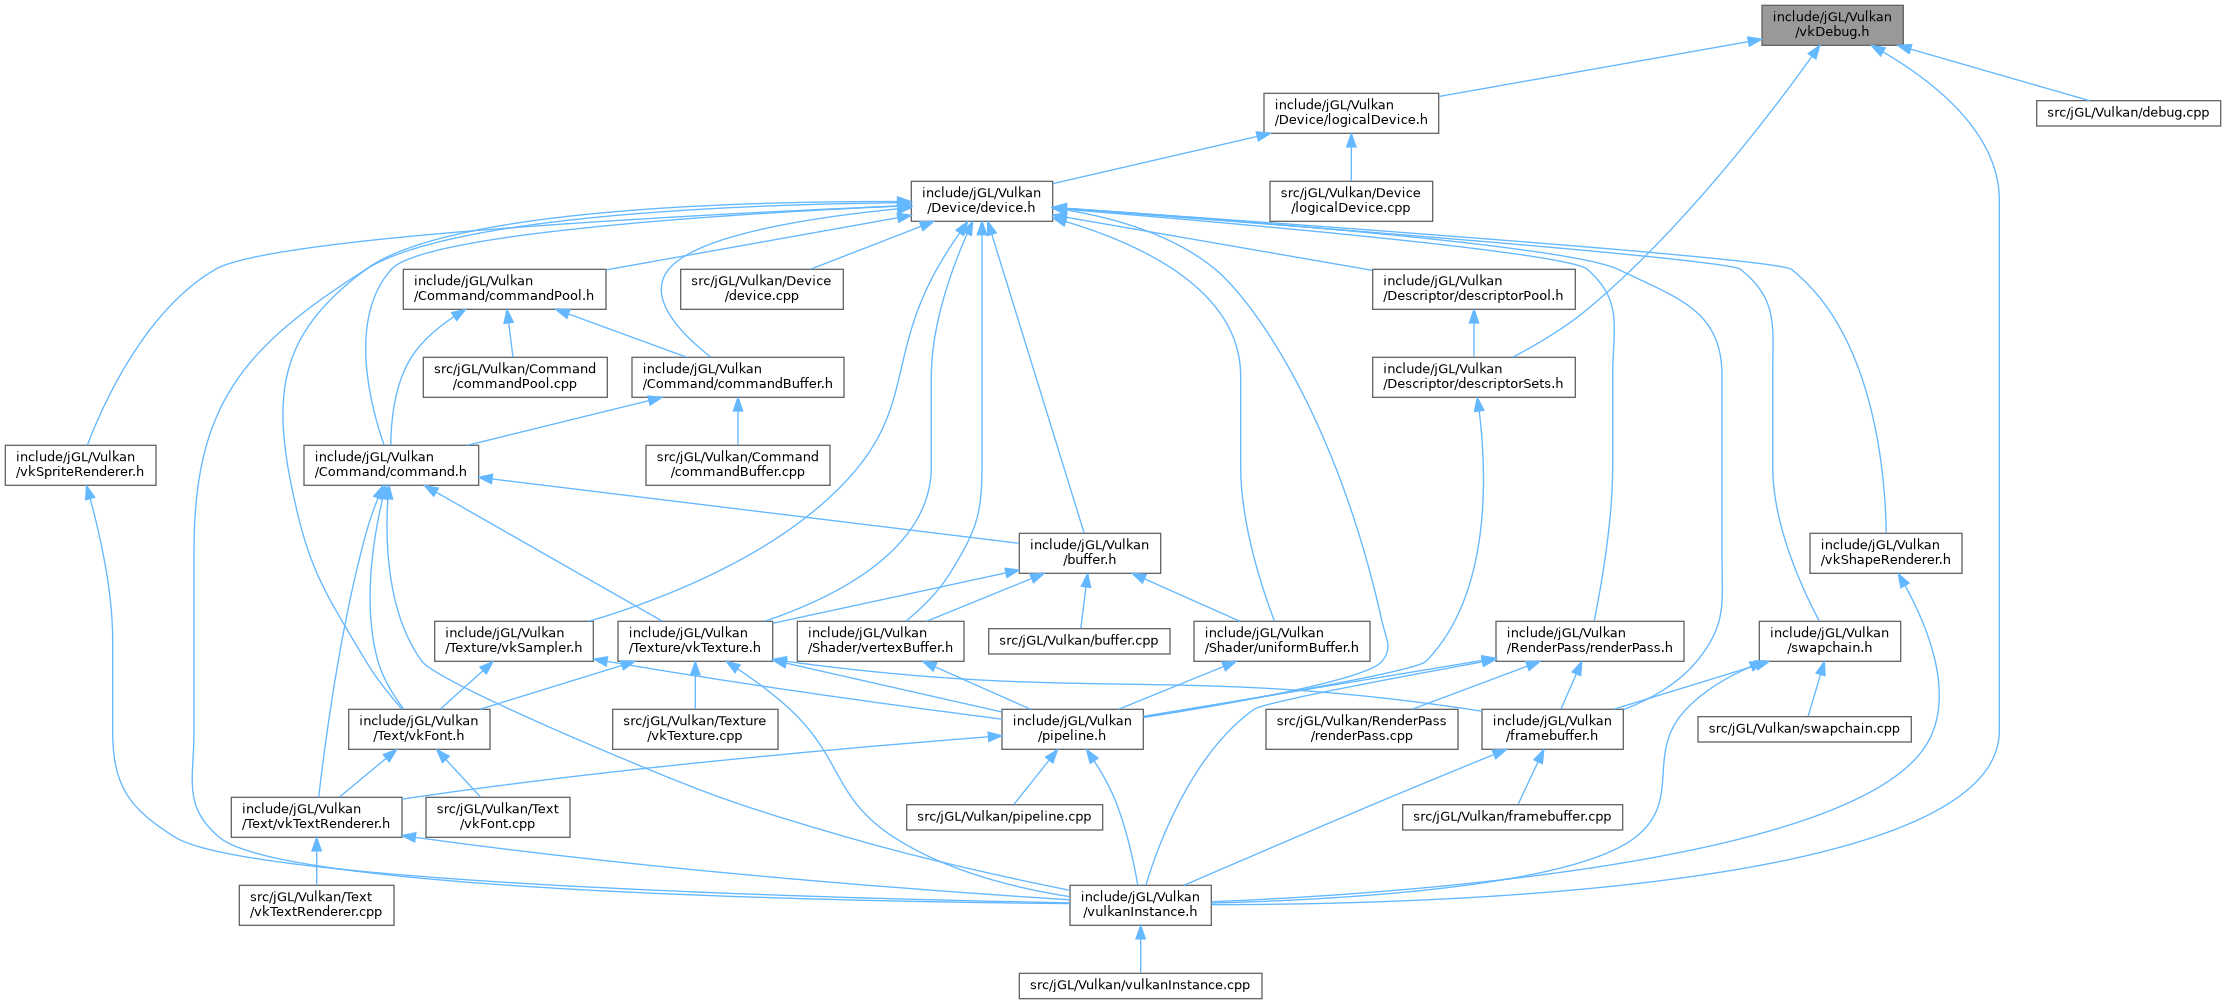 include/jGL/Vulkan
/vkDebug.h
include/jGL/Vulkan
/Device/logicalDevice.h
src/jGL/Vulkan/debug.cpp
include/jGL/Vulkan
/Device/device.h
src/jGL/Vulkan/Device
/logicalDevice.cpp
include/jGL/Vulkan
/Command/commandPool.h
src/jGL/Vulkan/Device
/device.cpp
include/jGL/Vulkan
/Descriptor/descriptorPool.h
src/jGL/Vulkan/Command
/commandPool.cpp
include/jGL/Vulkan
/Command/commandBuffer.h
include/jGL/Vulkan
/Descriptor/descriptorSets.h
include/jGL/Vulkan
/vkSpriteRenderer.h
include/jGL/Vulkan
/Command/command.h
src/jGL/Vulkan/Command
/commandBuffer.cpp
include/jGL/Vulkan
/buffer.h
include/jGL/Vulkan
/vkShapeRenderer.h
include/jGL/Vulkan
/Texture/vkSampler.h
include/jGL/Vulkan
/Texture/vkTexture.h
include/jGL/Vulkan
/Shader/vertexBuffer.h
src/jGL/Vulkan/buffer.cpp
include/jGL/Vulkan
/Shader/uniformBuffer.h
include/jGL/Vulkan
/RenderPass/renderPass.h
include/jGL/Vulkan
/swapchain.h
include/jGL/Vulkan
/Text/vkFont.h
src/jGL/Vulkan/Texture
/vkTexture.cpp
include/jGL/Vulkan
/pipeline.h
src/jGL/Vulkan/RenderPass
/renderPass.cpp
include/jGL/Vulkan
/framebuffer.h
src/jGL/Vulkan/swapchain.cpp
include/jGL/Vulkan
/Text/vkTextRenderer.h
src/jGL/Vulkan/Text
/vkFont.cpp
src/jGL/Vulkan/pipeline.cpp
src/jGL/Vulkan/framebuffer.cpp
src/jGL/Vulkan/Text
/vkTextRenderer.cpp
include/jGL/Vulkan
/vulkanInstance.h
src/jGL/Vulkan/vulkanInstance.cpp